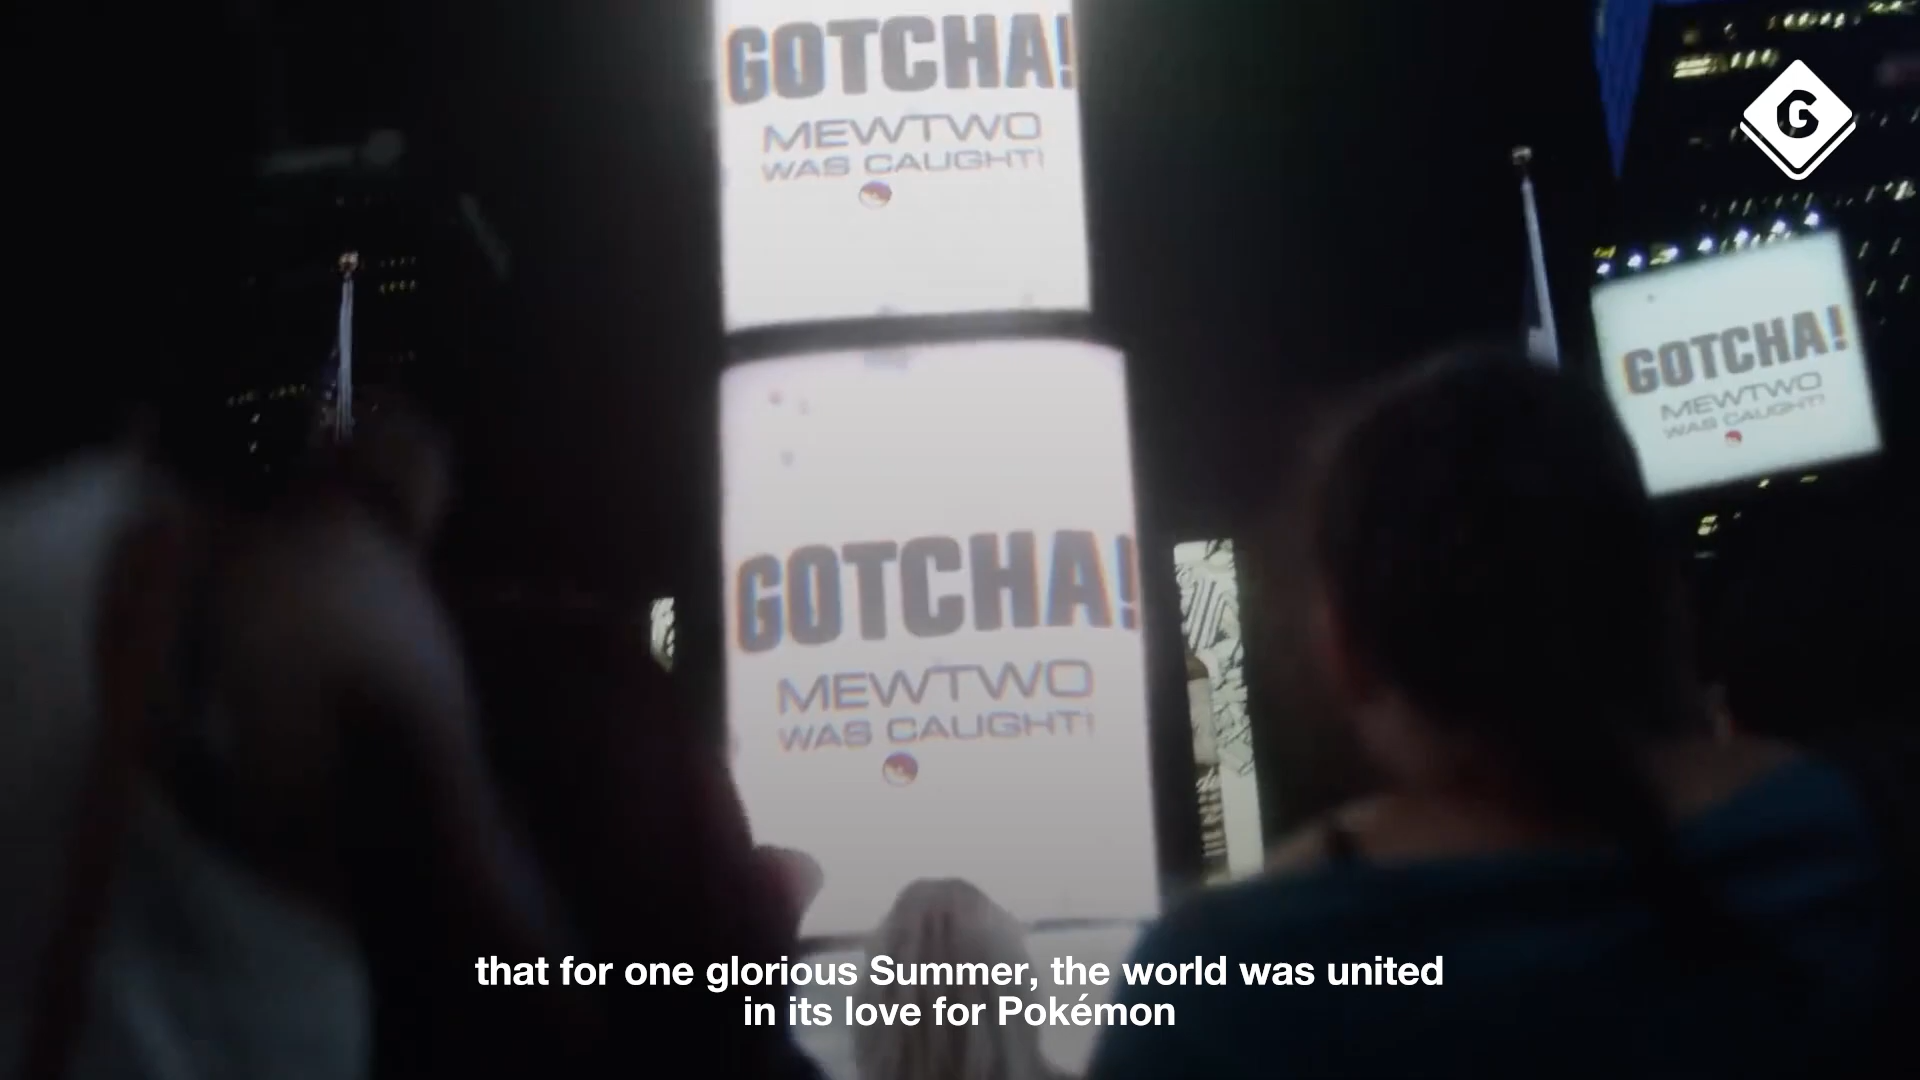 GOTCHA!
MEWTWO
WAS CAUGHT!
G
GOTCHA!
MEWTWO
WAS CAUGHT!
GOTCHA!
MEWTWO
WAS CAUGHT!
that for one glorious Summer, the world was united
in its love for Pokémon